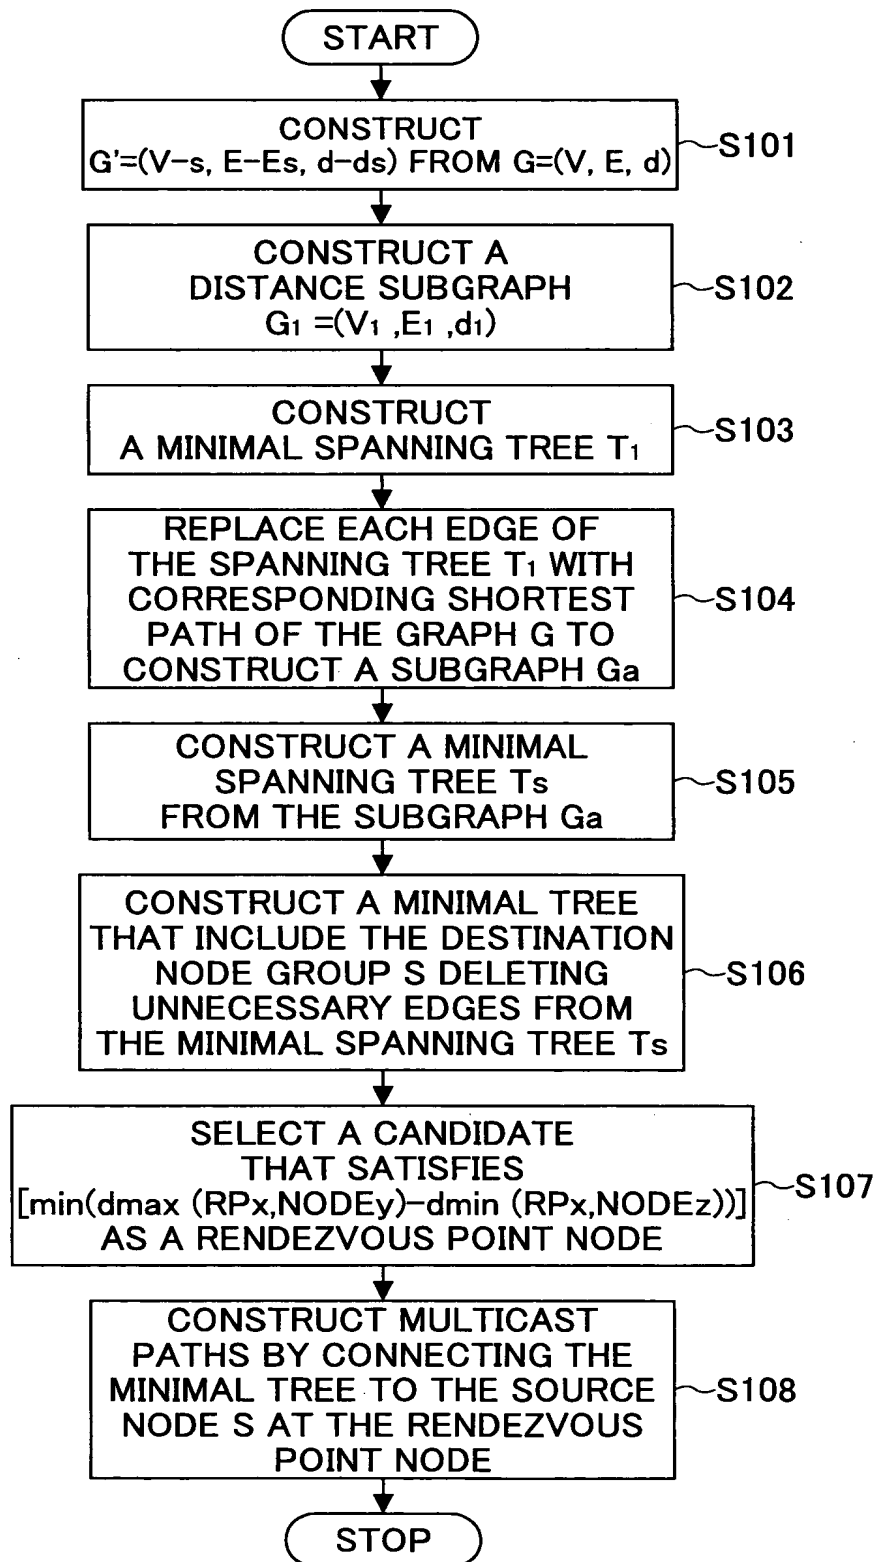 START
CONSTRUCT
G'=(V-s, E-Es, d-ds) FROM G=(V, E, d)
S101
CONSTRUCT A
DISTANCE SUBGRAPH
G1 =(V1 ,E1 ,d1)
S102
CONSTRUCT
A MINIMAL SPANNING TREE T1
S103
REPLACE EACH EDGE OF
THE SPANNING TREE T1 WITH
CORRESPONDING SHORTEST
PATH OF THE GRAPH G TO
CONSTRUCT A SUBGRAPH Ga
S104
CONSTRUCT A MINIMAL
SPANNING TREE Ts
FROM THE SUBGRAPH Ga
S105
CONSTRUCT A MINIMAL TREE
THAT INCLUDE THE DESTINATION
NODE GROUP S DELETING
UNNECESSARY EDGES FROM
THE MINIMAL SPANNING TREE Ts
S106
SELECT A CANDIDATE
THAT SATISFIES
[min(dmax (RPx,NODEy)-dmin (RPx,NODEz))]
AS A RENDEZVOUS POINT NODE
S107
CONSTRUCT MULTICAST
PATHS BY CONNECTING THE
MINIMAL TREE TO THE SOURCE
NODE S AT THE RENDEZVOUS
POINT NODE
S108
STOP